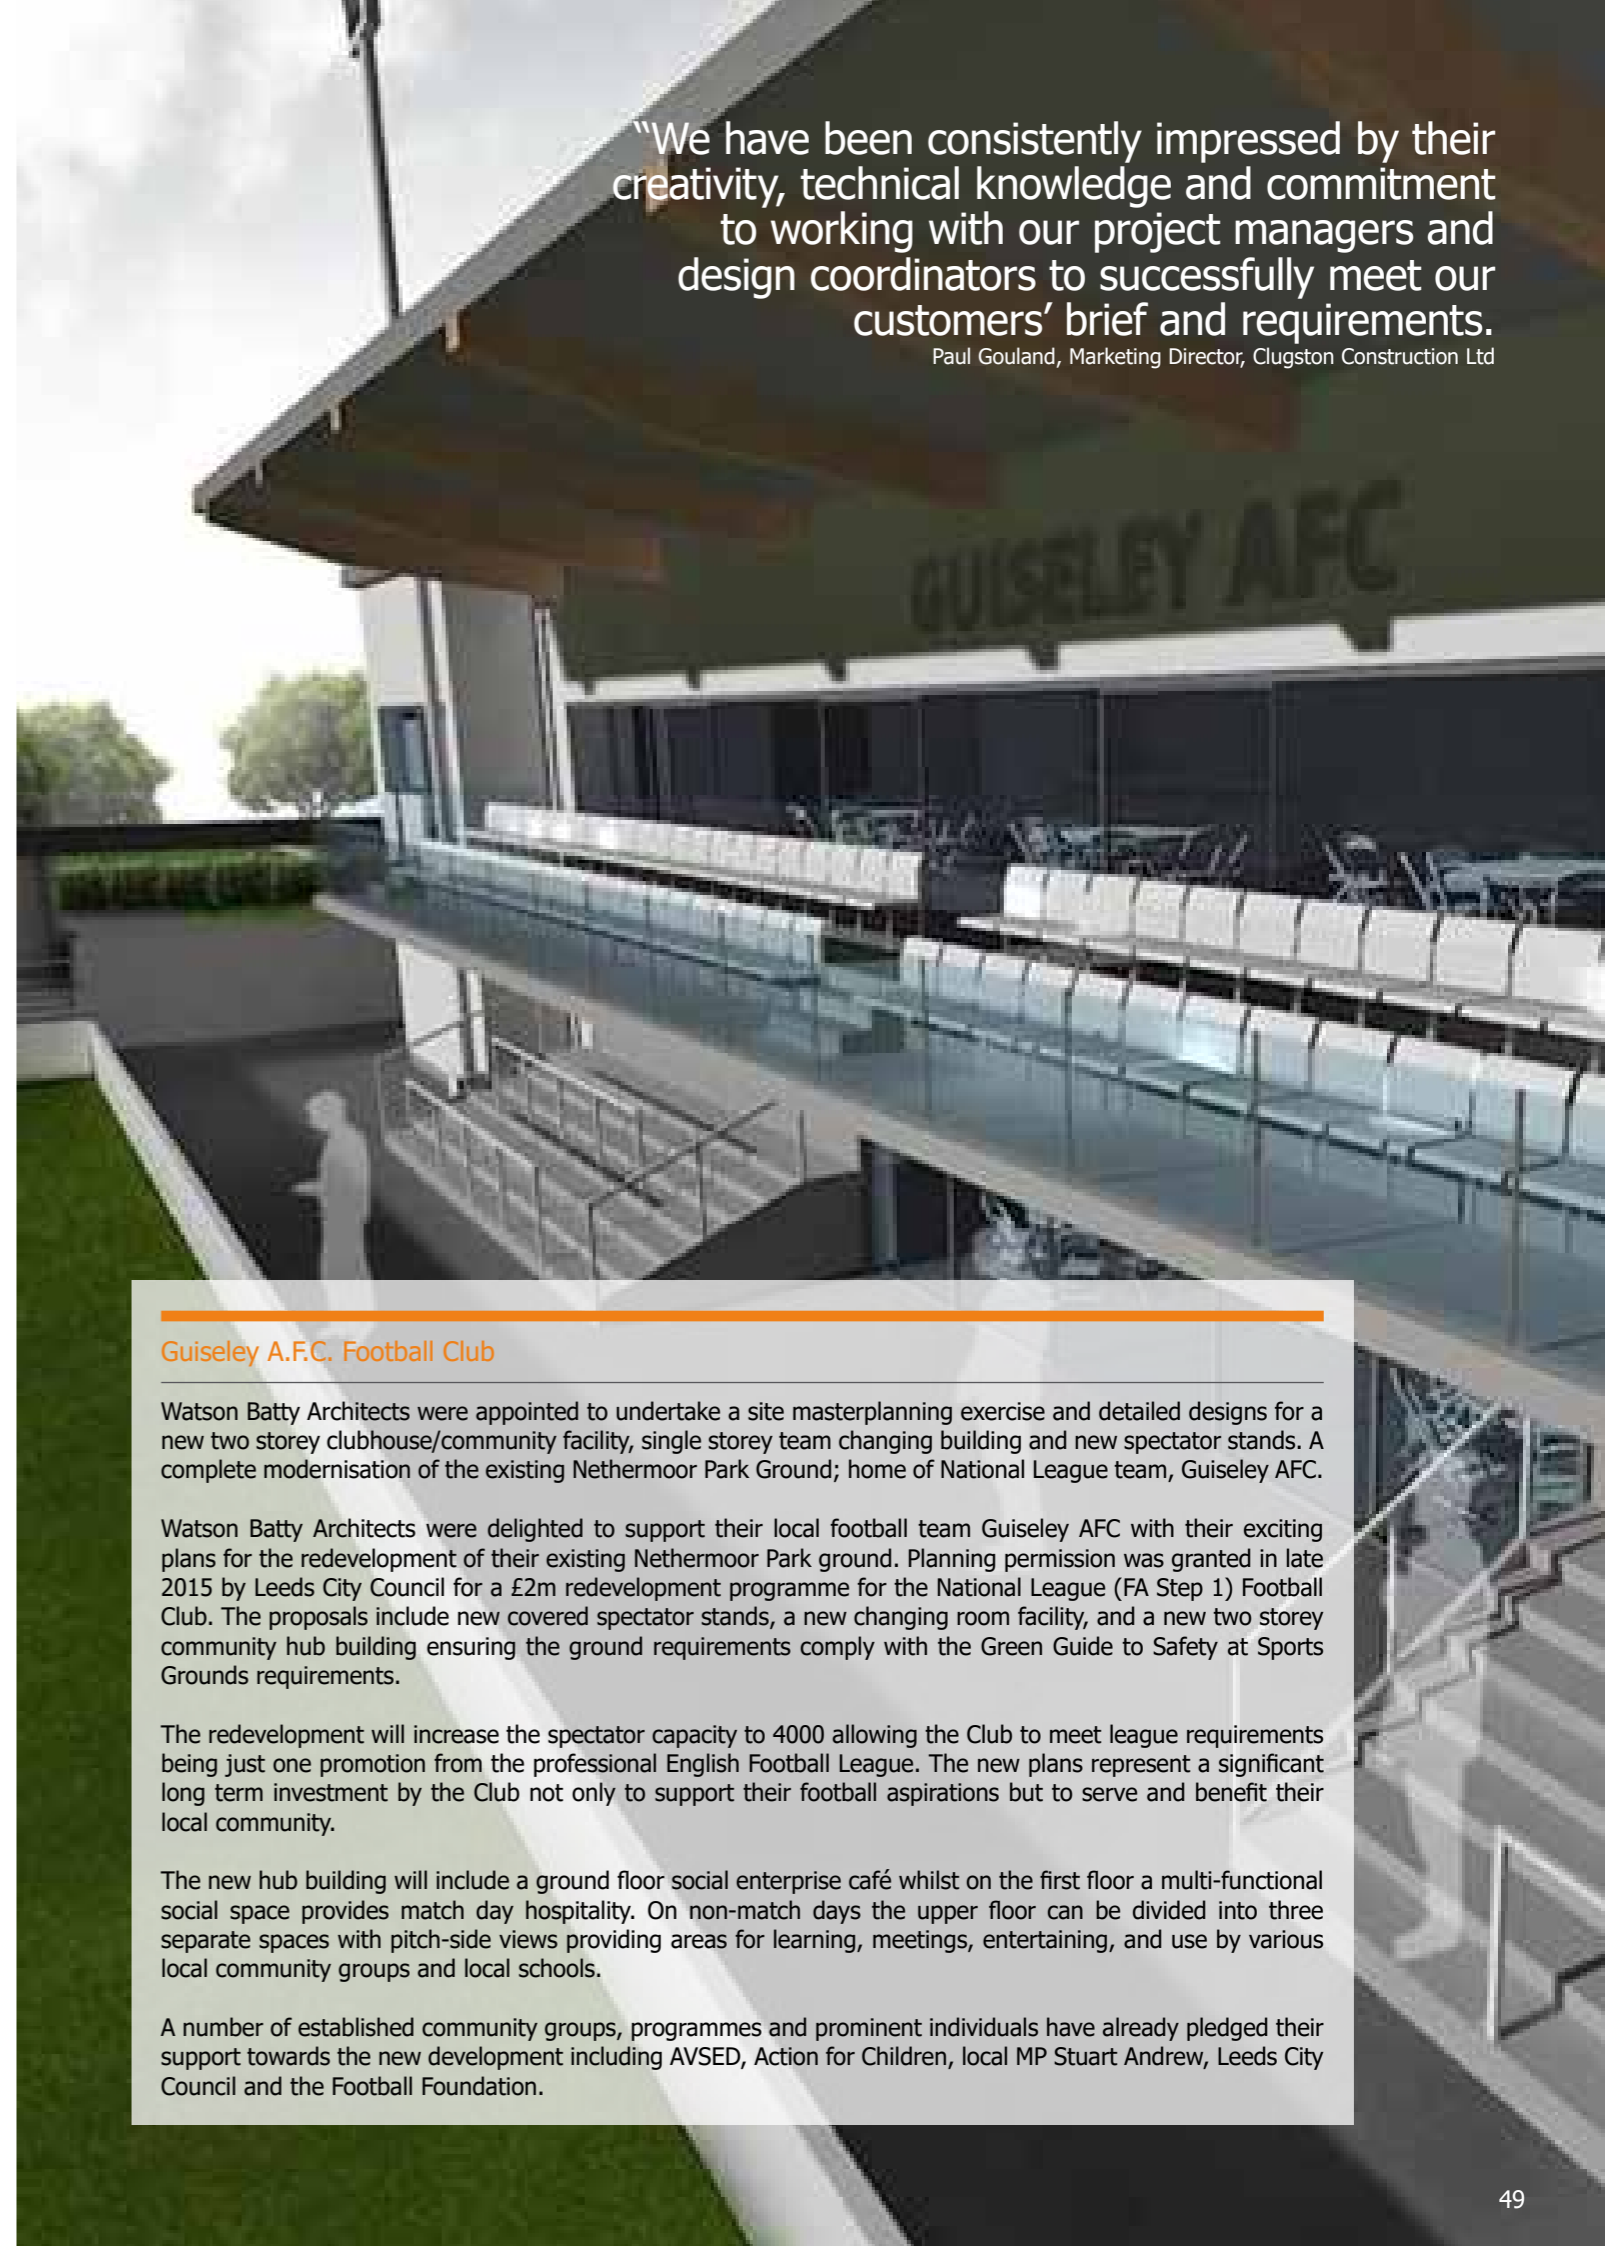 “We have been consistently impressed by their
creativity, technical knowledge and commitment
to working with our project managers and
design coordinators to successfully meet our
customers’ brief and requirements.
Paul Gouland, Marketing Director, Clugston Construction Ltd
GUISELEY AFC
Guiseley A.F.C. Football Club
Watson Batty Architects were appointed to undertake a site masterplanning exercise and detailed designs for a
new two storey clubhouse/community facility, single storey team changing building and new spectator stands. A
complete modernisation of the existing Nethermoor Park Ground; home of National League team, Guiseley AFC.
Watson Batty Architects were delighted to support their local football team Guiseley AFC with their exciting
plans for the redevelopment of their existing Nethermoor Park ground. Planning permission was granted in late
2015 by Leeds City Council for a £2m redevelopment programme for the National League (FA Step 1) Football
Club. The proposals include new covered spectator stands, a new changing room facility, and a new two storey
community hub building ensuring the ground requirements comply with the Green Guide to Safety at Sports
Grounds requirements.
The redevelopment will increase the spectator capacity to 4000 allowing the Club to meet league requirements
being just one promotion from the professional English Football League. The new plans represent a significant
long term investment by the Club not only to support their football aspirations but to serve and benefit their
local community.
The new hub building will include a ground floor social enterprise café whilst on the first floor a multi-functional
social space provides match day hospitality. On non-match days the upper floor can be divided into three
separate spaces with pitch-side views providing areas for learning, meetings, entertaining, and use by various
local community groups and local schools.
A number of established community groups, programmes and prominent individuals have already pledged their
support towards the new development including AVSED, Action for Children, local MP Stuart Andrew, Leeds City
Council and the Football Foundation.
49